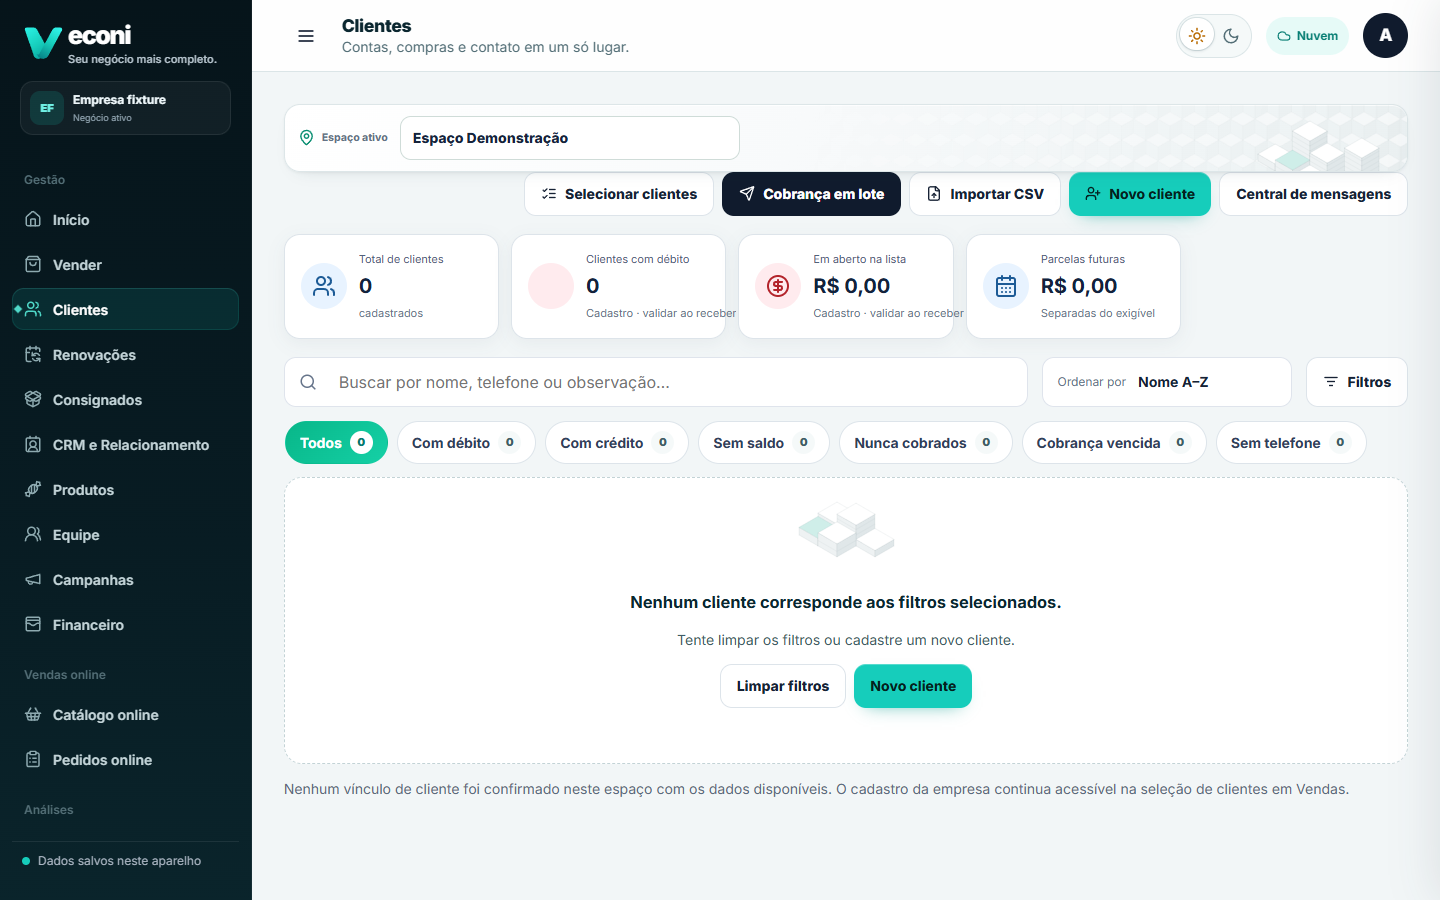 Veconi
Seu negócio mais completo.
EF
Empresa fixture
Negócio ativo
Gestão
Início
Vender
Clientes
Renovações
Consignados
CRM e Relacionamento
Produtos
Equipe
Campanhas
Financeiro
Vendas online
Catálogo online
Pedidos online
Análises
Dados salvos neste aparelho
Clientes
Contas, compras e contato em um só lugar.
Nuvem
A
Espaço ativo
Espaço Demonstração
Selecionar clientes
Cobrança em lote
Importar CSV
Novo cliente
Central de mensagens
Total de clientes
0
cadastrados
Clientes com débito
0
Cadastro · validar ao receber
Em aberto na lista
R$ 0,00
Cadastro · validar ao receber
Parcelas futuras
R$ 0,00
Separadas do exigível
Buscar por nome, telefone ou observação...
Ordenar por Nome A–Z
Filtros
Todos 0
Com débito 0
Com crédito 0
Sem saldo 0
Nunca cobrados 0
Cobrança vencida 0
Sem telefone 0
Nenhum cliente corresponde aos filtros selecionados.
Tente limpar os filtros ou cadastre um novo cliente.
Limpar filtros
Novo cliente
Nenhum vínculo de cliente foi confirmado neste espaço com os dados disponíveis. O cadastro da empresa continua acessível na seleção de clientes em Vendas.